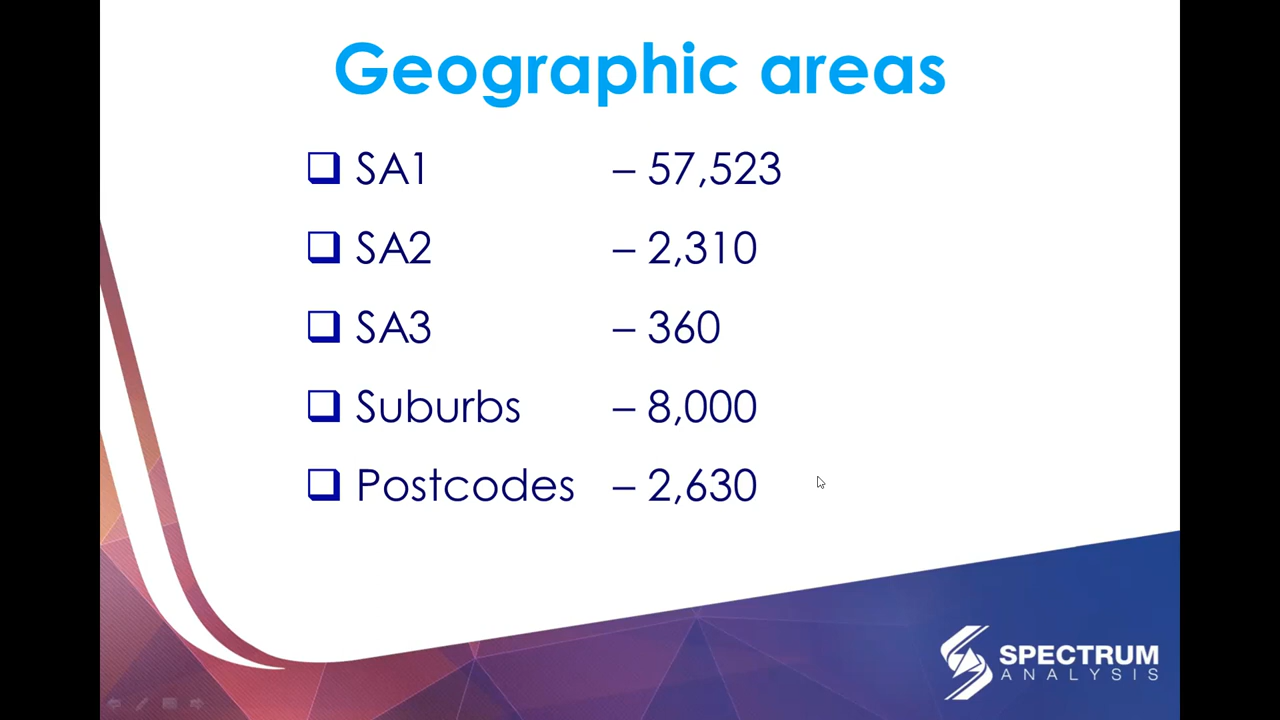 Geographic areas
❑ SA1 – 57,523
❑ SA2 – 2,310
❑ SA3 – 360
❑ Suburbs – 8,000
❑ Postcodes – 2,630
SPECTRUM
ANALYSIS